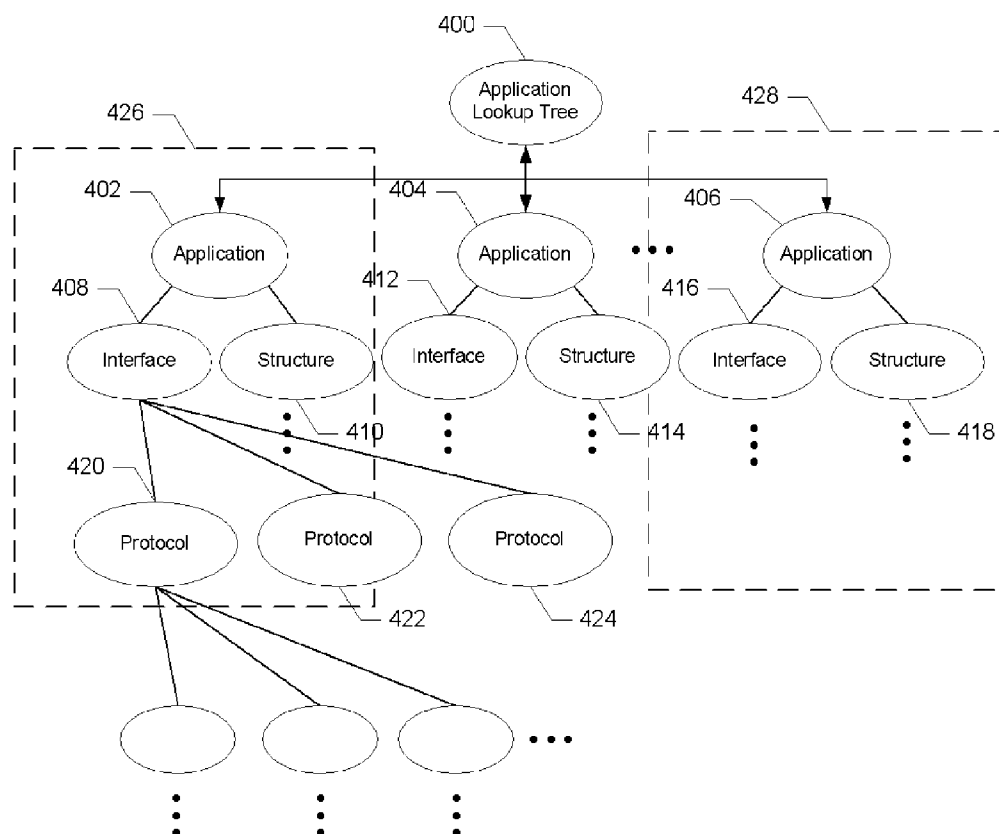 400
Application
Lookup Tree
426
428
402
404
406
Application
Application
Application
408
412
416
Interface
Structure
Interface
Structure
Interface
Structure
410
414
418
420
Protocol
Protocol
Protocol
422
424